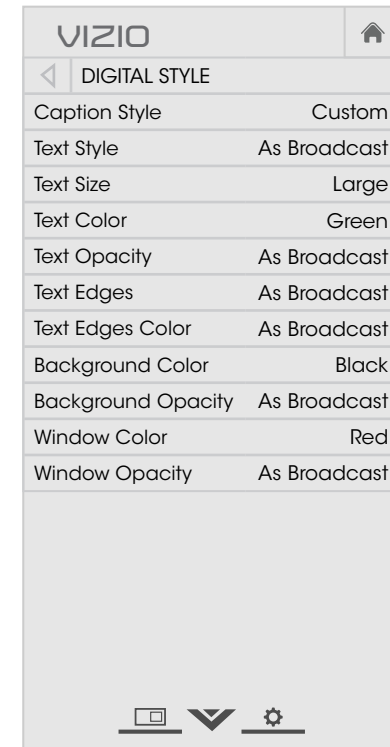 VIZIO
DIGITAL STYLE
Caption Style Custom
Text Style As Broadcast
Text Size Large
Text Color Green
Text Opacity As Broadcast
Text Edges As Broadcast
Text Edges Color As Broadcast
Background Color Black
Background Opacity As Broadcast
Window Color Red
Window Opacity As Broadcast